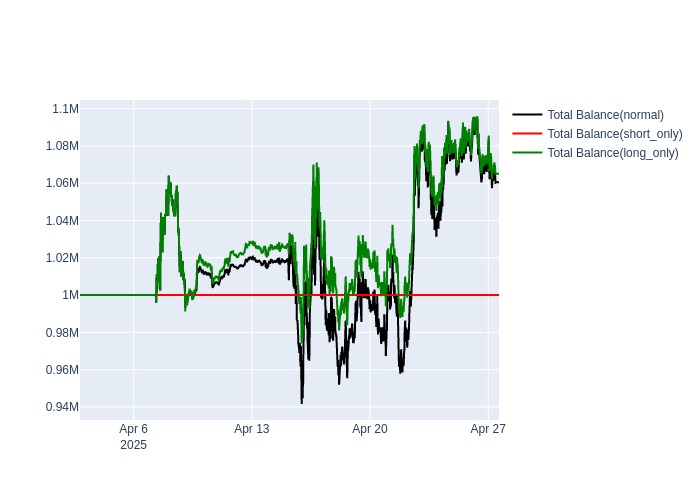 1.1M
1.08M
1.06M
1.04M
1.02M
1M
0.98M
0.96M
0.94M
Apr 6
2025
Apr 13
Apr 20
Apr 27
Total Balance(normal)
Total Balance(short_only)
Total Balance(long_only)